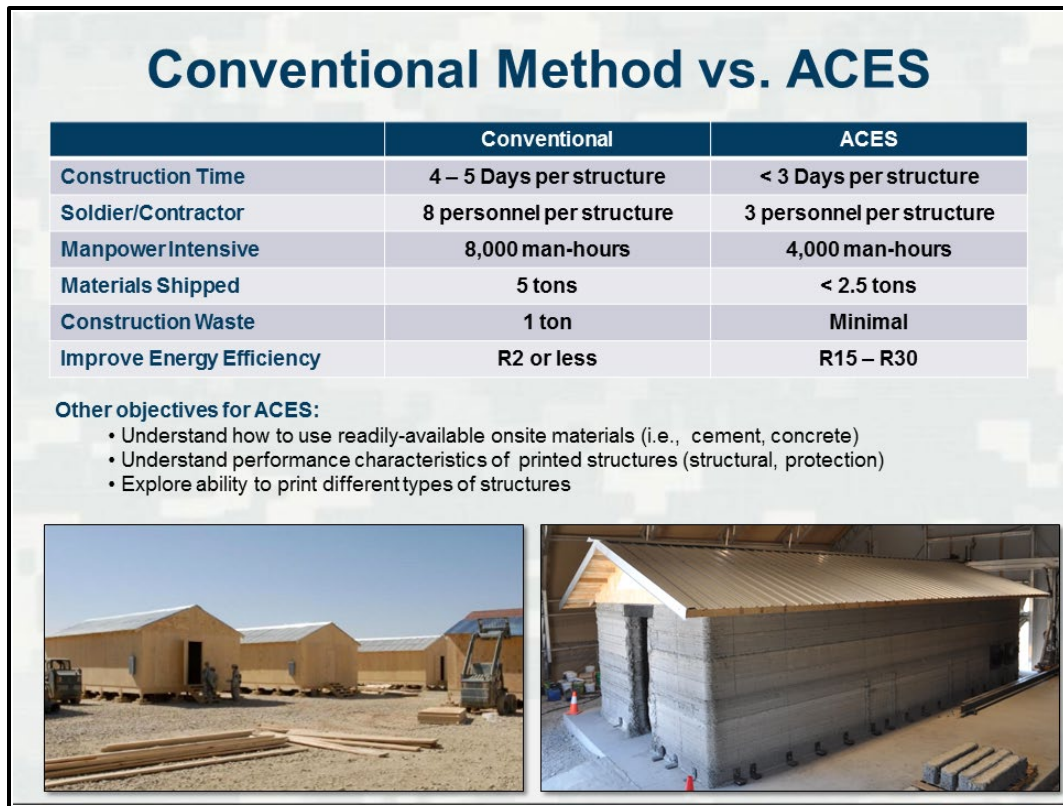 Conventional Method vs. ACES
Conventional ACES
Construction Time 4 – 5 Days per structure < 3 Days per structure
Soldier/Contractor 8 personnel per structure 3 personnel per structure
Manpower Intensive 8,000 man-hours 4,000 man-hours
Materials Shipped 5 tons < 2.5 tons
Construction Waste 1 ton Minimal
Improve Energy Efficiency R2 or less R15 – R30
Other objectives for ACES:
• Understand how to use readily-available onsite materials (i.e., cement, concrete)
• Understand performance characteristics of printed structures (structural, protection)
• Explore ability to print different types of structures